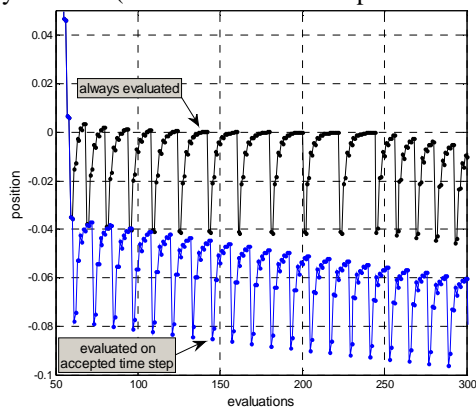 0.04
0.02
0
-0.02
-0.04
-0.06
-0.08
-0.1
position
always evaluated
evaluated on
accepted time step
50 100 150 200 250 300
evaluations